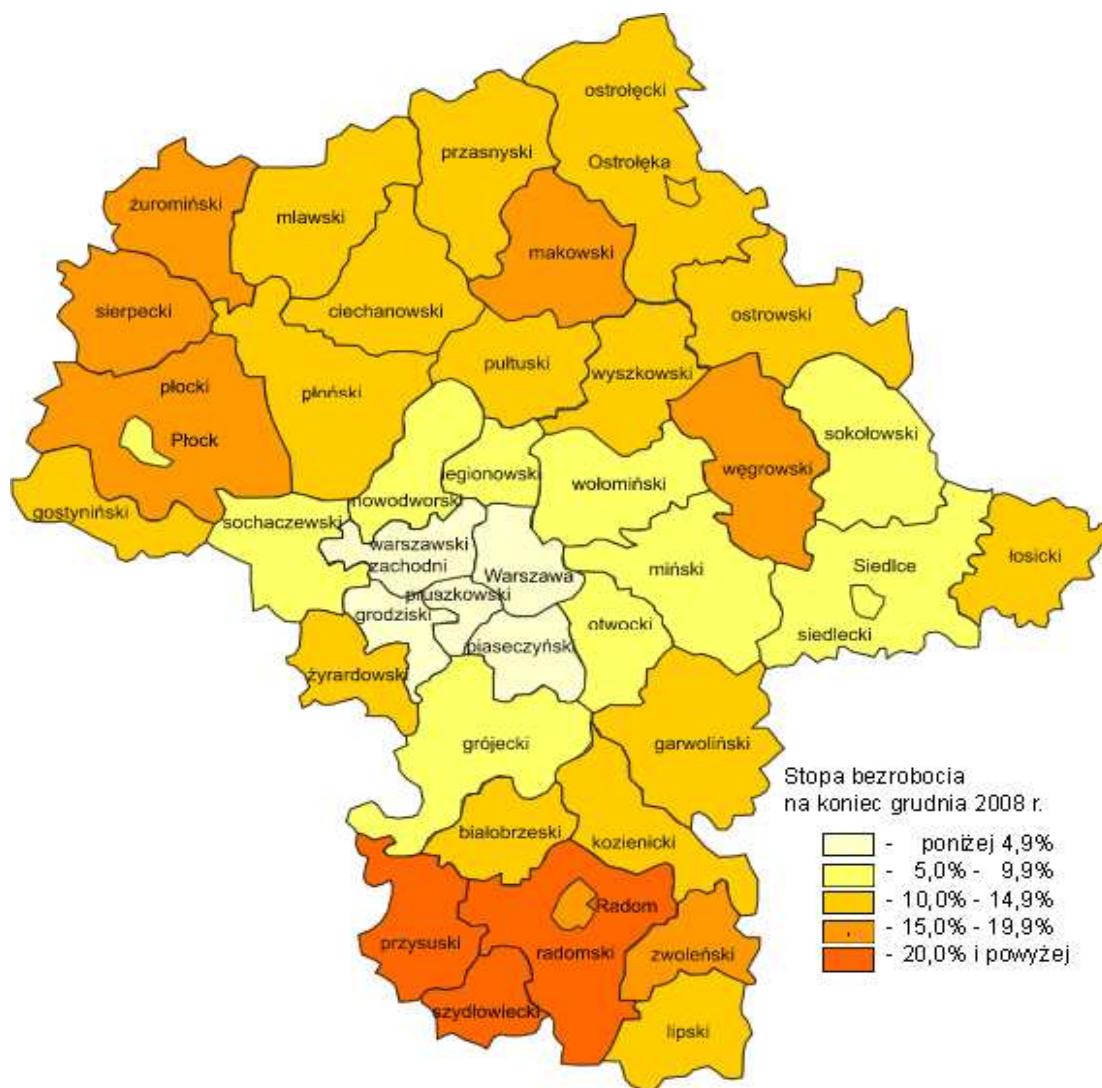 ostrołęcki
przasnyski
Ostrołęka
żuromiński
mlawski
makowski
sierpecki
ciechanowski
ostrowski
płocki
płoński
pułtuski
wyszkowski
Płock
sokołowski
legionowski
węgrowski
wołomiński
nowodworski
gostyniński
sochaczewski
warszawski
zachodni
łosicki
Siedlce
Warszawa
miński
pruszkowski
grodziski
otwocki
siedlecki
piaseczyński
żyrardowski
grójecki
garwoliński
Stopa bezrobocia
na koniec grudnia 2008 r.
białobrzeski
kozienicki
- poniżej 4,9%
- 5,0% - 9,9%
- 10,0% - 14,9%
- 15,0% - 19,9%
- 20,0% i powyżej
Radom
przysuski
radomski
zwoleński
szydłowiecki
lipski